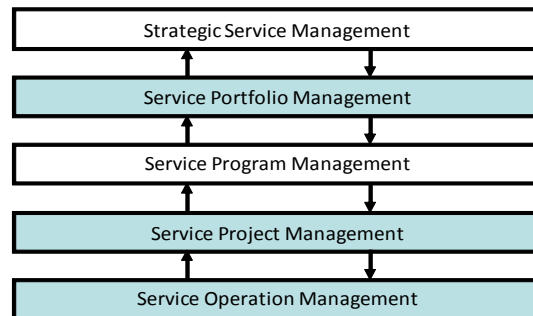 Strategic Service Management
Service Portfolio Management
Service Program Management
Service Project Management
Service Operation Management